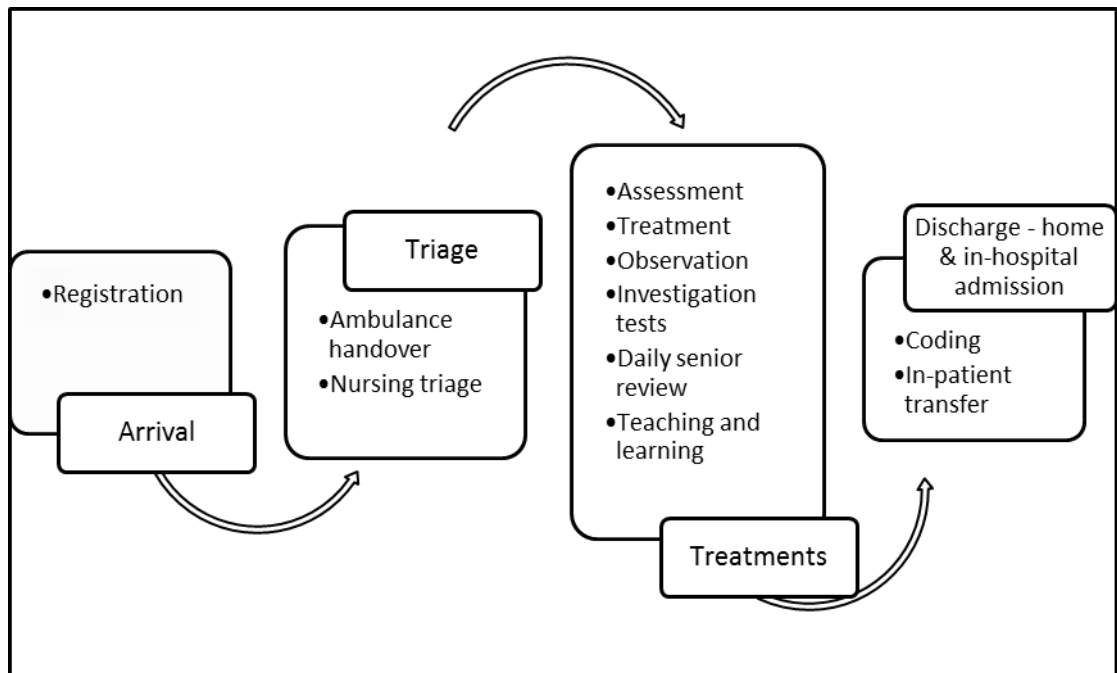 •Registration
Arrival
Triage
•Ambulance
handover
•Nursing triage
•Assessment
•Treatment
•Observation
•Investigation
tests
•Daily senior
review
•Teaching and
learning
Treatments
Discharge - home
& in-hospital
admission
•Coding
•In-patient
transfer